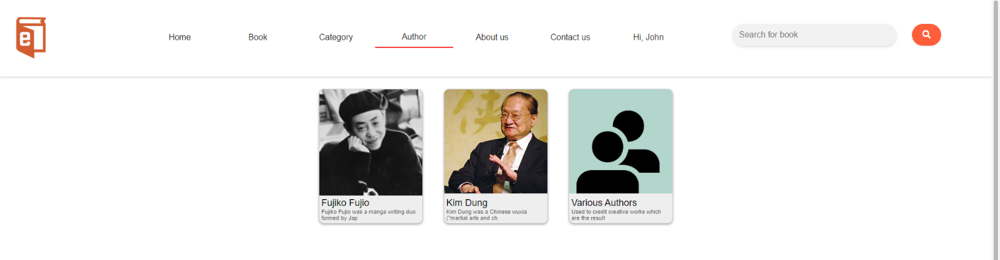 e
Home
Book
Category
Author
About us
Contact us
Hi, John
Search for book
俠
Fujiko Fujio
Fujiko Fujio was a manga writing duo
formed by Jap
Kim Dung
Kim Dung was a Chinese wuxia
("martial arts and ch
Various Authors
Used to credit creative works which
are the result